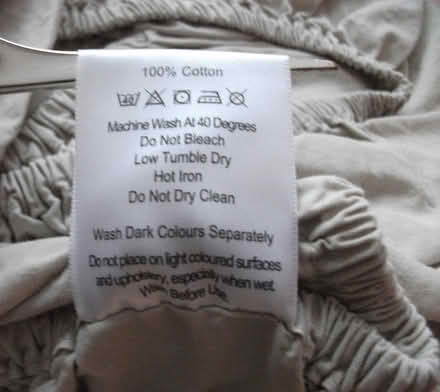 100% Cotton
40
Machine Wash At 40 Degrees
Do Not Bleach
Low Tumble Dry
Hot Iron
Do Not Dry Clean
Wash Dark Colours Separately
Do not place on light coloured surfaces
and upholstery, especially when wet.
Wash Before Use.